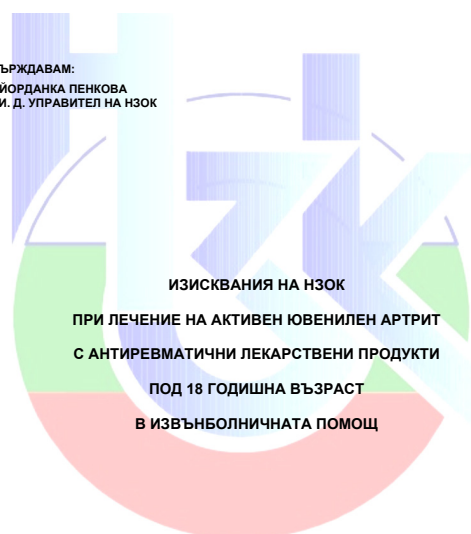 ЪРЖДАВАМ:
ЙОРДАНКА ПЕНКОВА
И. Д. УПРАВИТЕЛ НА НЗОК
ИЗИСКВАНИЯ НА НЗОК
ПРИ ЛЕЧЕНИЕ НА АКТИВЕН ЮВЕНИЛЕН АРТРИТ
С АНТИРЕВМАТИЧНИ ЛЕКАРСТВЕНИ ПРОДУКТИ
ПОД 18 ГОДИШНА ВЪЗРАСТ
В ИЗВЪНБОЛНИЧНАТА ПОМОЩ